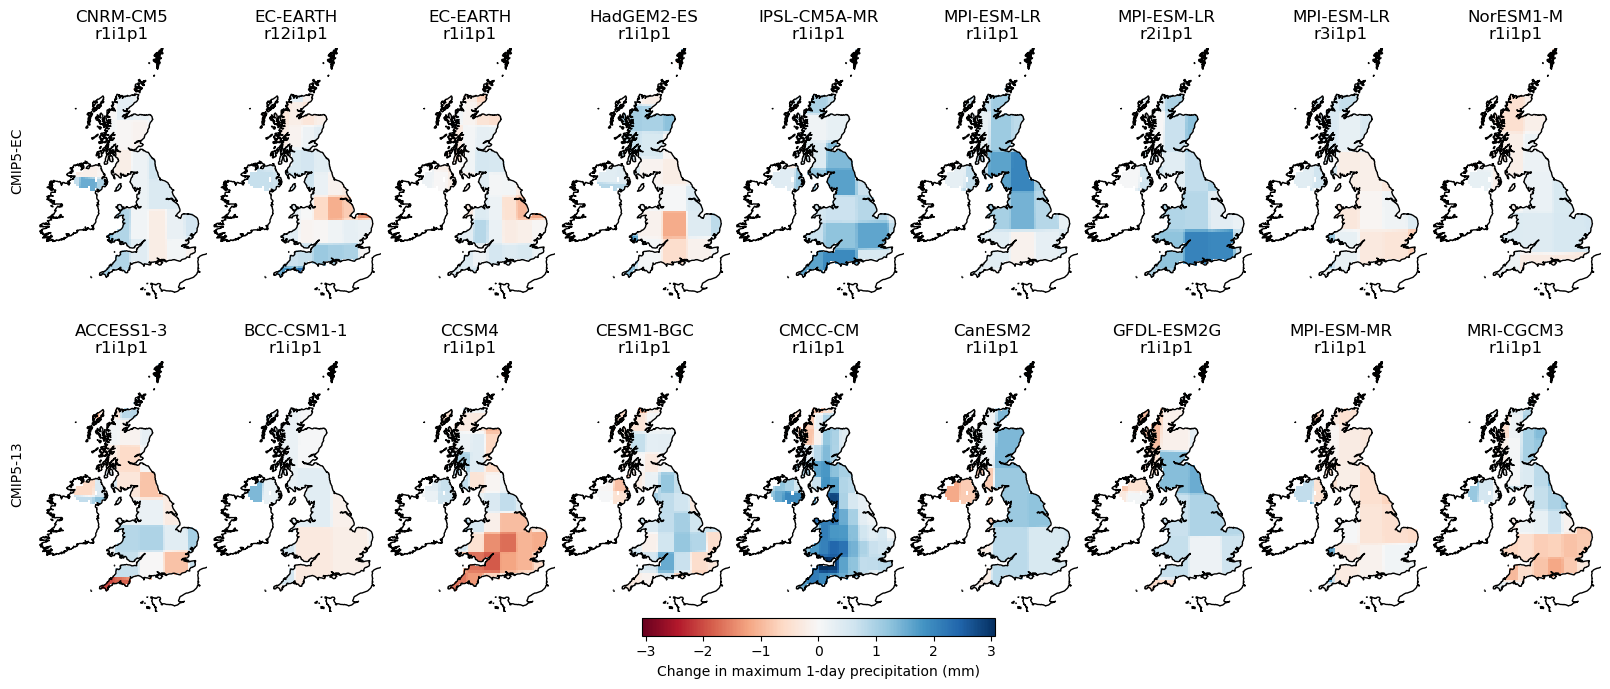 CNRM-CM5
r1i1p1
EC-EARTH
r12i1p1
EC-EARTH
r1i1p1
HadGEM2-ES
r1i1p1
IPSL-CM5A-MR
r1i1p1
MPI-ESM-LR
r1i1p1
MPI-ESM-LR
r2i1p1
MPI-ESM-LR
r3i1p1
NorESM1-M
r1i1p1
CMIP5-EC
ACCESS1-3
r1i1p1
BCC-CSM1-1
r1i1p1
CCSM4
r1i1p1
CESM1-BGC
r1i1p1
CMCC-CM
r1i1p1
CanESM2
r1i1p1
GFDL-ESM2G
r1i1p1
MPI-ESM-MR
r1i1p1
MRI-CGCM3
r1i1p1
CMIP5-13
−3 −2 −1 0 1 2 3
Change in maximum 1-day precipitation (mm)